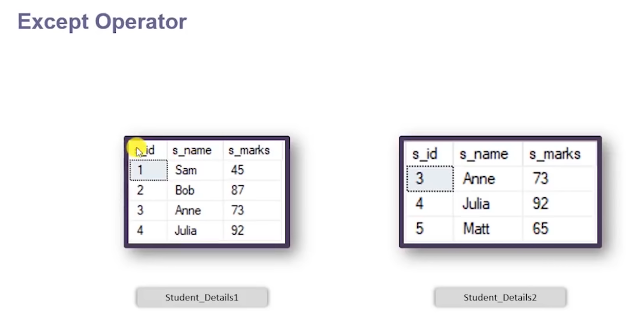 Except Operator
s_id s_name s_marks
1 Sam 45
2 Bob 87
3 Anne 73
4 Julia 92
Student_Details1
s_id s_name s_marks
3 Anne 73
4 Julia 92
5 Matt 65
Student_Details2